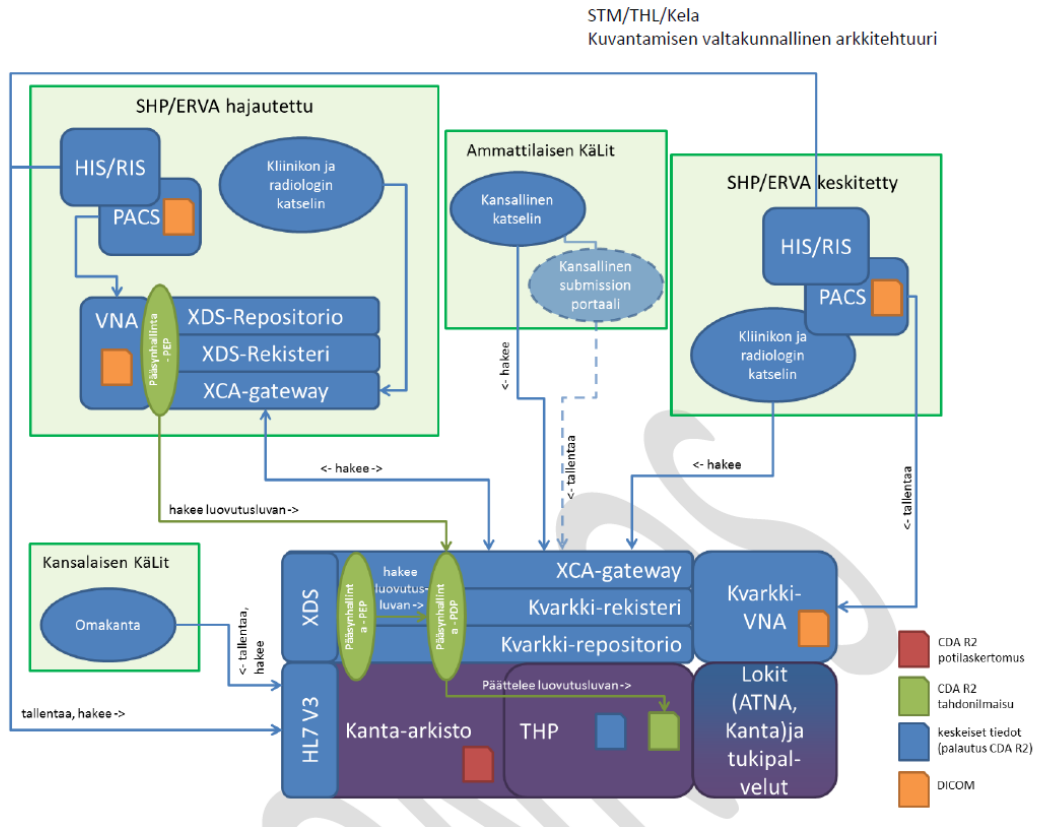 STM/THL/Kela
Kuvantamisen valtakunnallinen arkkitehtuuri
SHP/ERVA hajautettu
HIS/RIS
PACS
Kliinikon ja
radiologin
katselin
VNA
Pääsynhallinta
- PEP
XDS-Repositorio
XDS-Rekisteri
XCA-gateway
Ammattilaisen KäLit
Kansallinen
katselin
Kansallinen
submission
portaali
SHP/ERVA keskitetty
HIS/RIS
PACS
Kliinikon ja
radiologin
katselin
<- hakee
<- tallentaa
<- hakee ->
<- hakee
<- tallentaa
hakee luovutusluvan ->
Kansalaisen KäLit
Omakanta
<- tallentaa,
hakee
tallentaa, hakee ->
XDS
Pääsynhallint
a - PEP
hakee
luovutus-
luvan ->
Pääsynhallint
a - PDP
XCA-gateway
Kvarkki-rekisteri
Kvarkki-repositorio
Kvarkki-
VNA
HL7 V3
Kanta-arkisto
Päättelee luovutusluvan ->
THP
Lokit
(ATNA,
Kanta)ja
tukipal-
velut
CDA R2
potilaskertomus
CDA R2
tahdonilmaisu
keskeiset tiedot
(palautus CDA R2)
DICOM